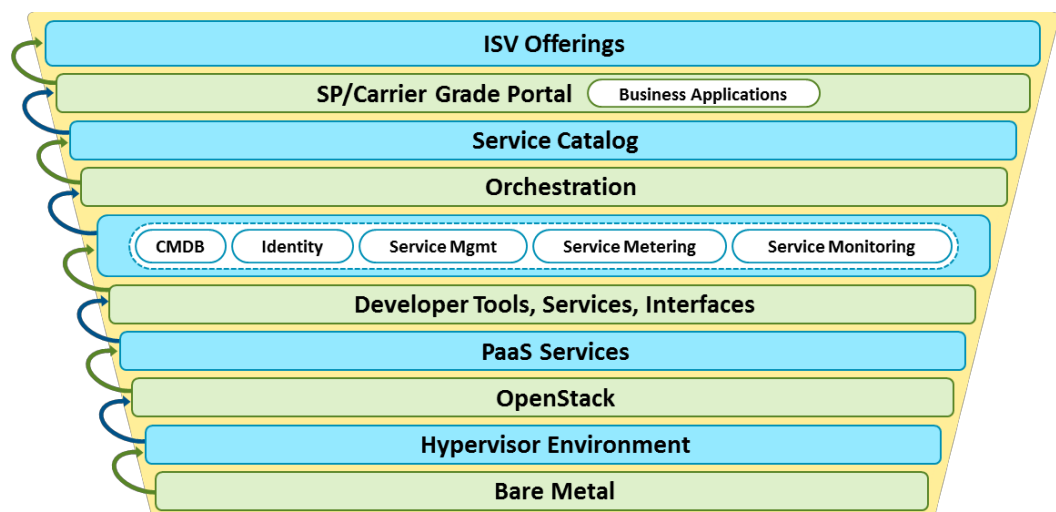 ISV Offerings
SP/Carrier Grade Portal Business Applications
Service Catalog
Orchestration
CMDB Identity Service Mgmt Service Metering Service Monitoring
Developer Tools, Services, Interfaces
PaaS Services
OpenStack
Hypervisor Environment
Bare Metal